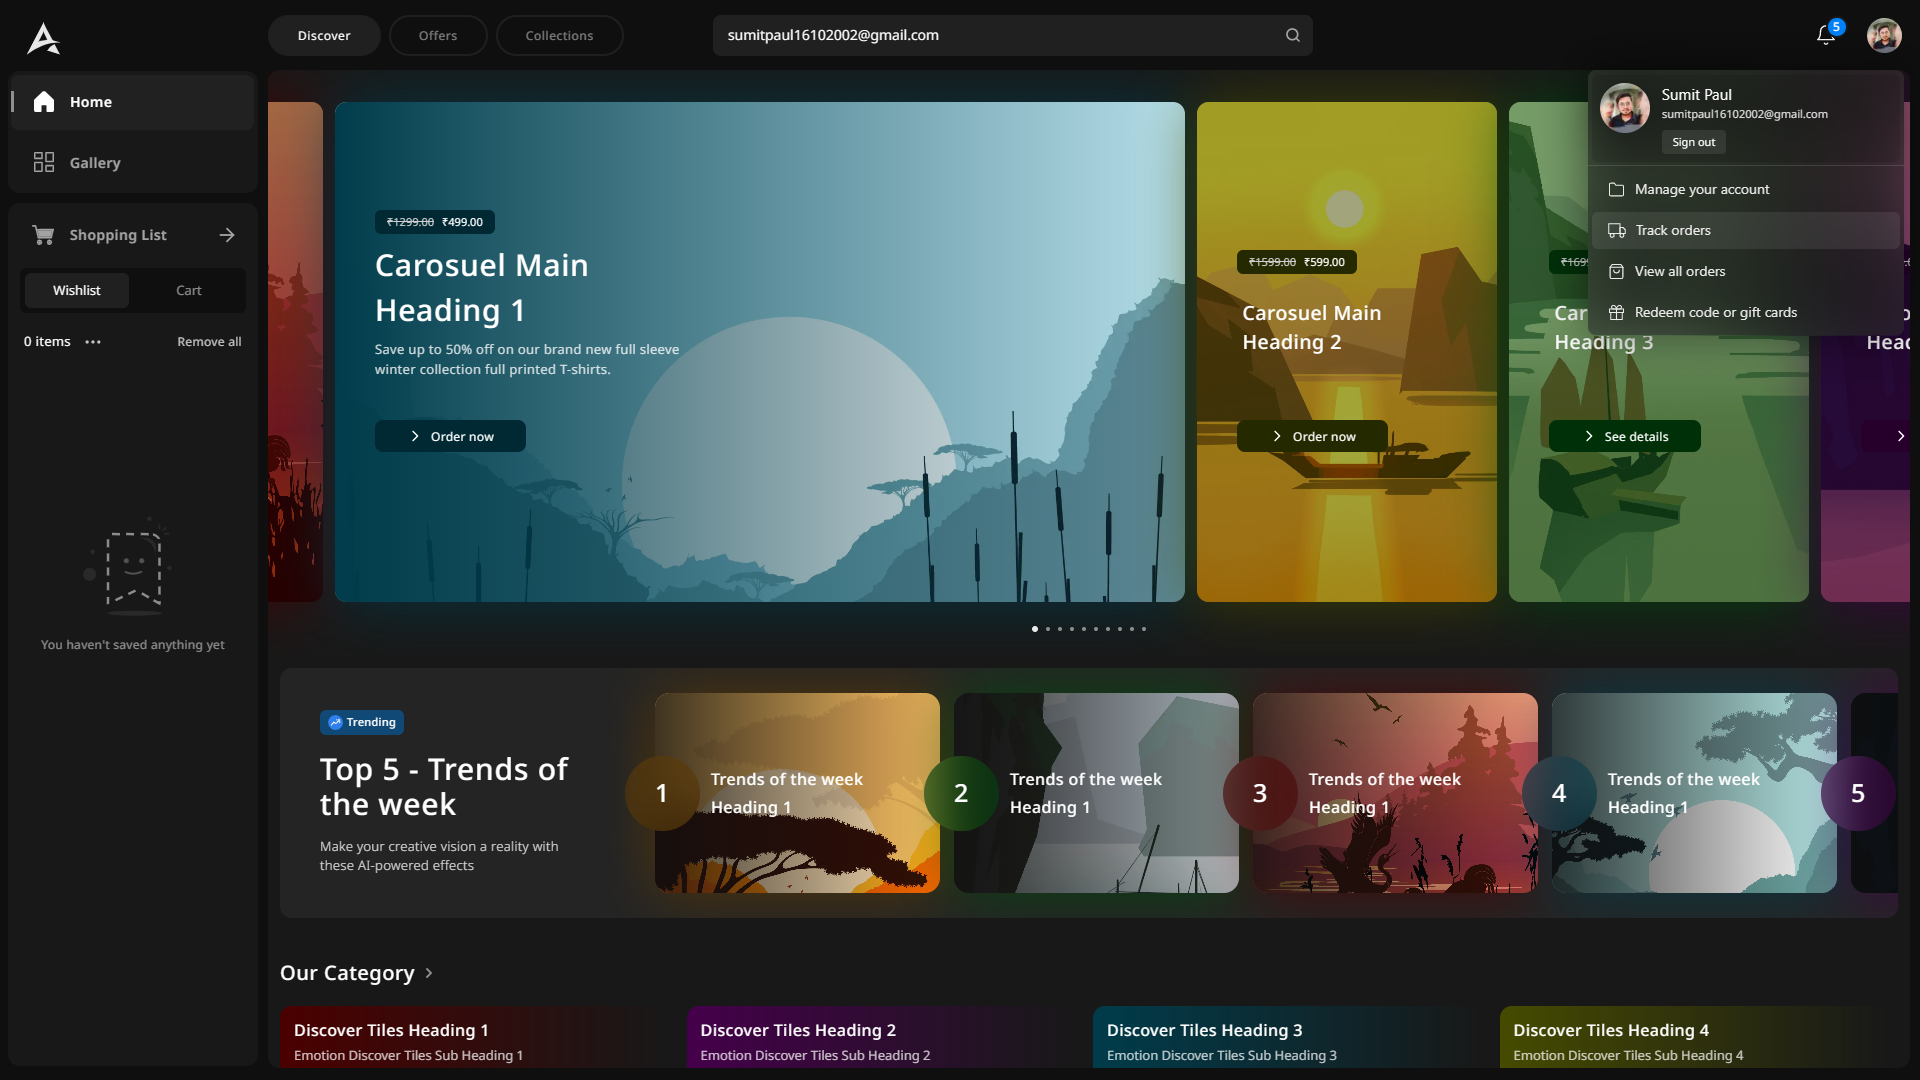 Discover
Offers
Collections
sumitpaul16102002@gmail.com
5
Sumit Paul
sumitpaul16102002@gmail.com
Sign out
Manage your account
Track orders
View all orders
Redeem code or gift cards
Home
Gallery
Shopping List
Wishlist
Cart
0 items
Remove all
You haven't saved anything yet
₹1299.00 ₹499.00
Carosuel Main
Heading 1
Save up to 50% off on our brand new full sleeve
winter collection full printed T-shirts.
Order now
₹1599.00 ₹599.00
Carosuel Main
Heading 2
Order now
Heading 3
See details
Trending
Top 5 - Trends of
the week
Make your creative vision a reality with
these AI-powered effects
1
Trends of the week
Heading 1
2
Trends of the week
Heading 1
3
Trends of the week
Heading 1
4
Trends of the week
Heading 1
5
Our Category
Discover Tiles Heading 1
Emotion Discover Tiles Sub Heading 1
Discover Tiles Heading 2
Emotion Discover Tiles Sub Heading 2
Discover Tiles Heading 3
Emotion Discover Tiles Sub Heading 3
Discover Tiles Heading 4
Emotion Discover Tiles Sub Heading 4